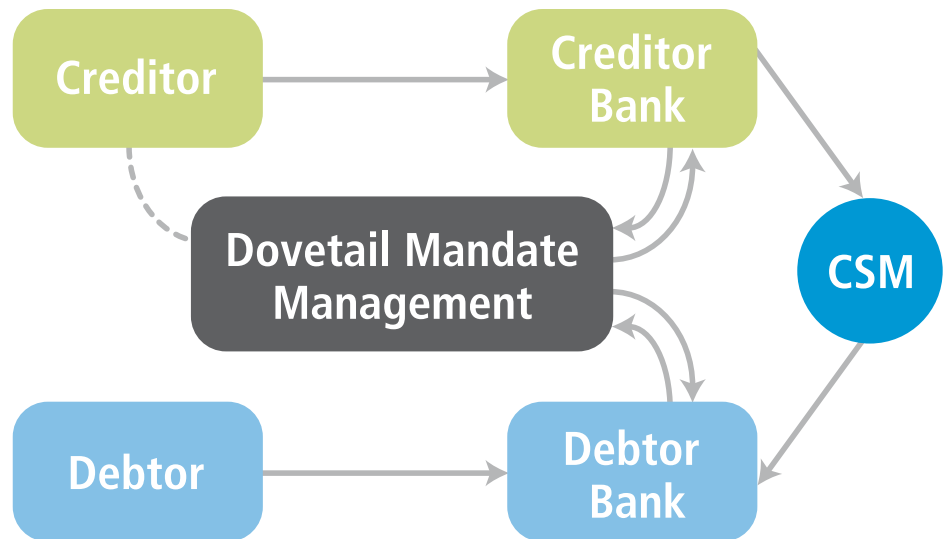 Creditor
Creditor
Bank
Dovetail Mandate
Management
CSM
Debtor
Debtor
Bank